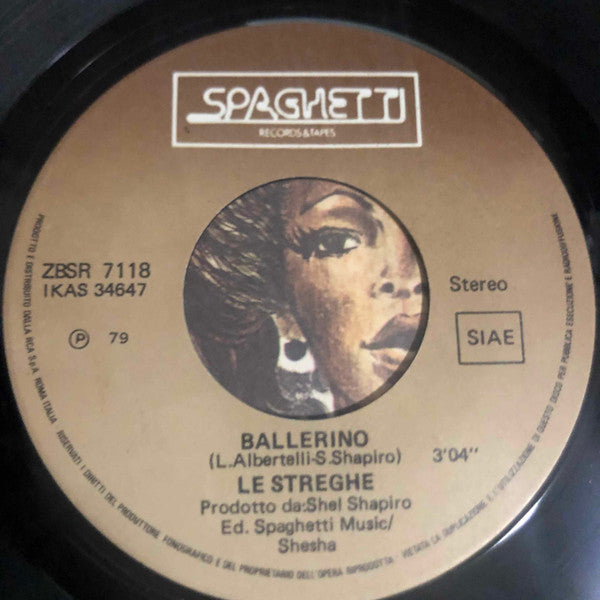 SPAGHETTI
RECORDS&TAPES
ZBSR 7118
IKAS 34647
Stereo
Ⓟ 79
SIAE
BALLERINO
(L.Albertelli-S.Shapiro) 3'04''
LE STREGHE
Prodotto da:Shel Shapiro
Ed. Spaghetti Music/
Shesha
PRODOTTO E DISTRIBUITO DALLA RCA S.p.A. ROMA ITALIA
RISERVATI I DIRITTI DEL PRODUTTORE FONOGRAFICO E DEL PROPRIETARIO DELL'OPERA RIPRODOTTA - VIETATA LA DUPLICAZIONE E L'UTILIZZAZIONE DI QUESTO DISCO PER PUBBLICA ESECUZIONE E RADIODIFFUSIONE